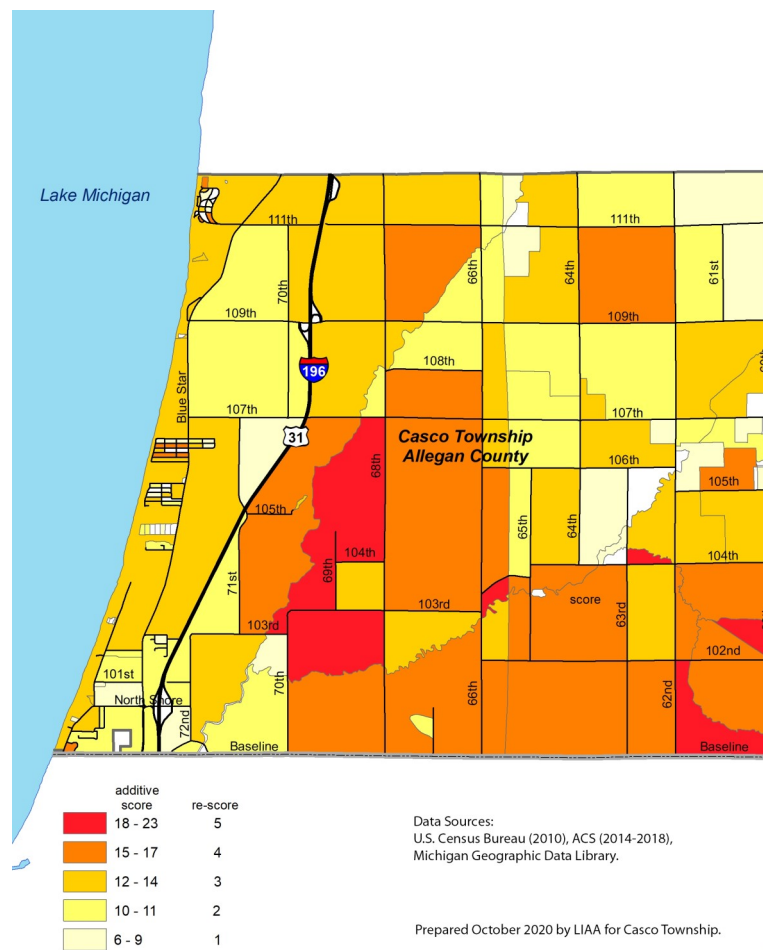 Lake Michigan
111th
111th
66th
64th
61st
70th
109th
109th
108th
196
Blue Star
107th
107th
31
Casco Township
Allegan County
106th
68th
105th
105th
65th
64th
104th
104th
69th
71st
103rd
103rd
score
63rd
102nd
101st
70th
66th
62nd
North Shore
72nd
Baseline
Baseline
additive
score re-score
18 - 23 5
15 - 17 4
12 - 14 3
10 - 11 2
6 - 9 1
Data Sources:
U.S. Census Bureau (2010), ACS (2014-2018),
Michigan Geographic Data Library.
Prepared October 2020 by LIAA for Casco Township.